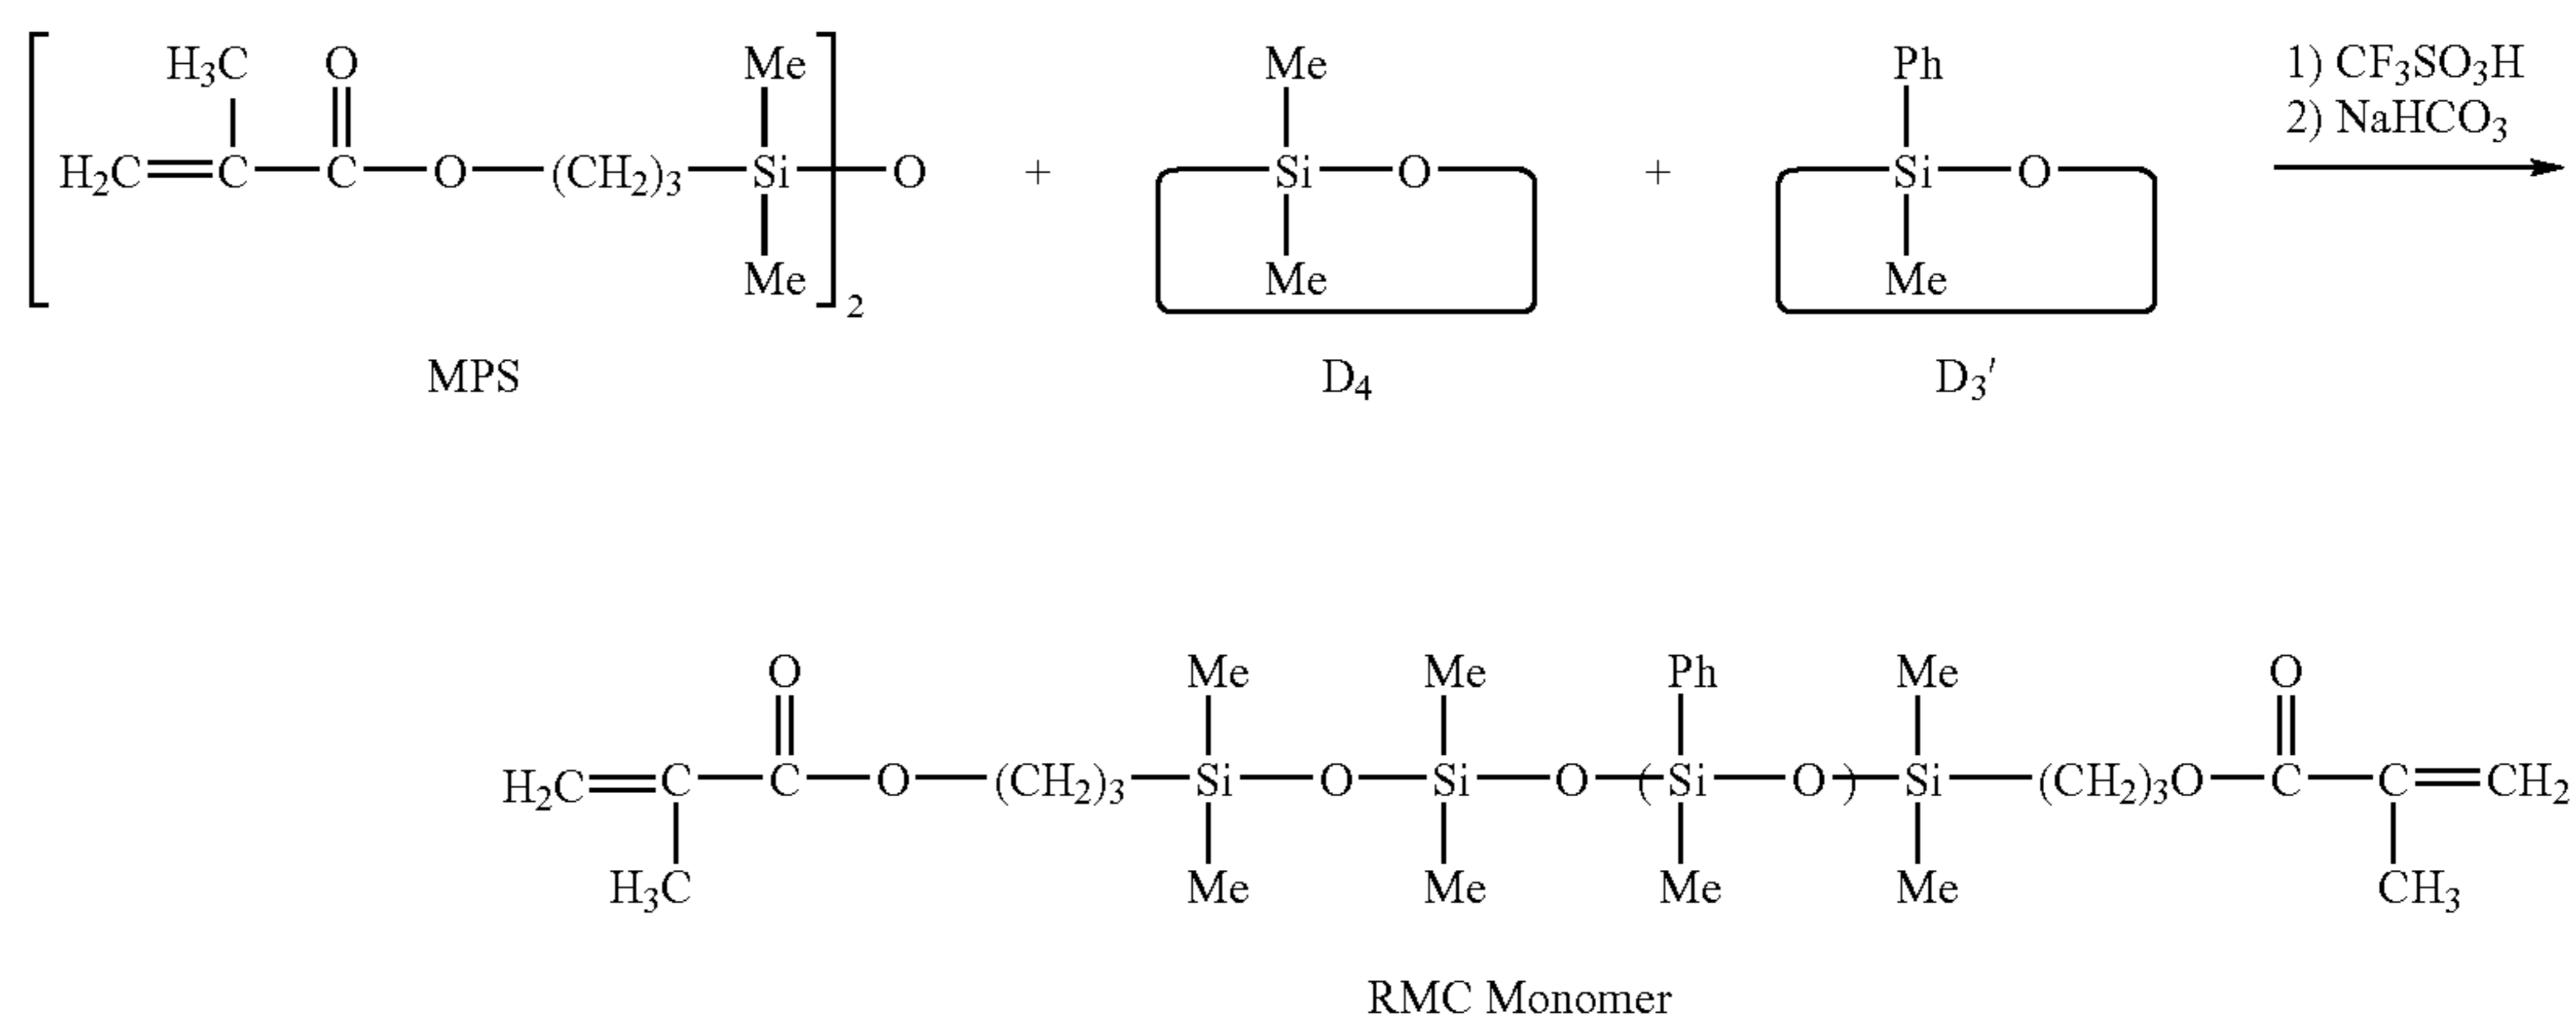 H₃C O Me Me Ph 1) CF₃SO₃H
2) NaHCO₃
H₂C=C—C—O—(CH₂)₃—Si—O + Si—O + Si—O
Me Me Me
2
MPS D₄ D₃′
O Me Me Ph Me O
H₂C=C—C—O—(CH₂)₃—Si—O—Si—O—(Si—O)—Si—(CH₂)₃O—C—C=CH₂
H₃C Me Me Me Me CH₃
RMC Monomer